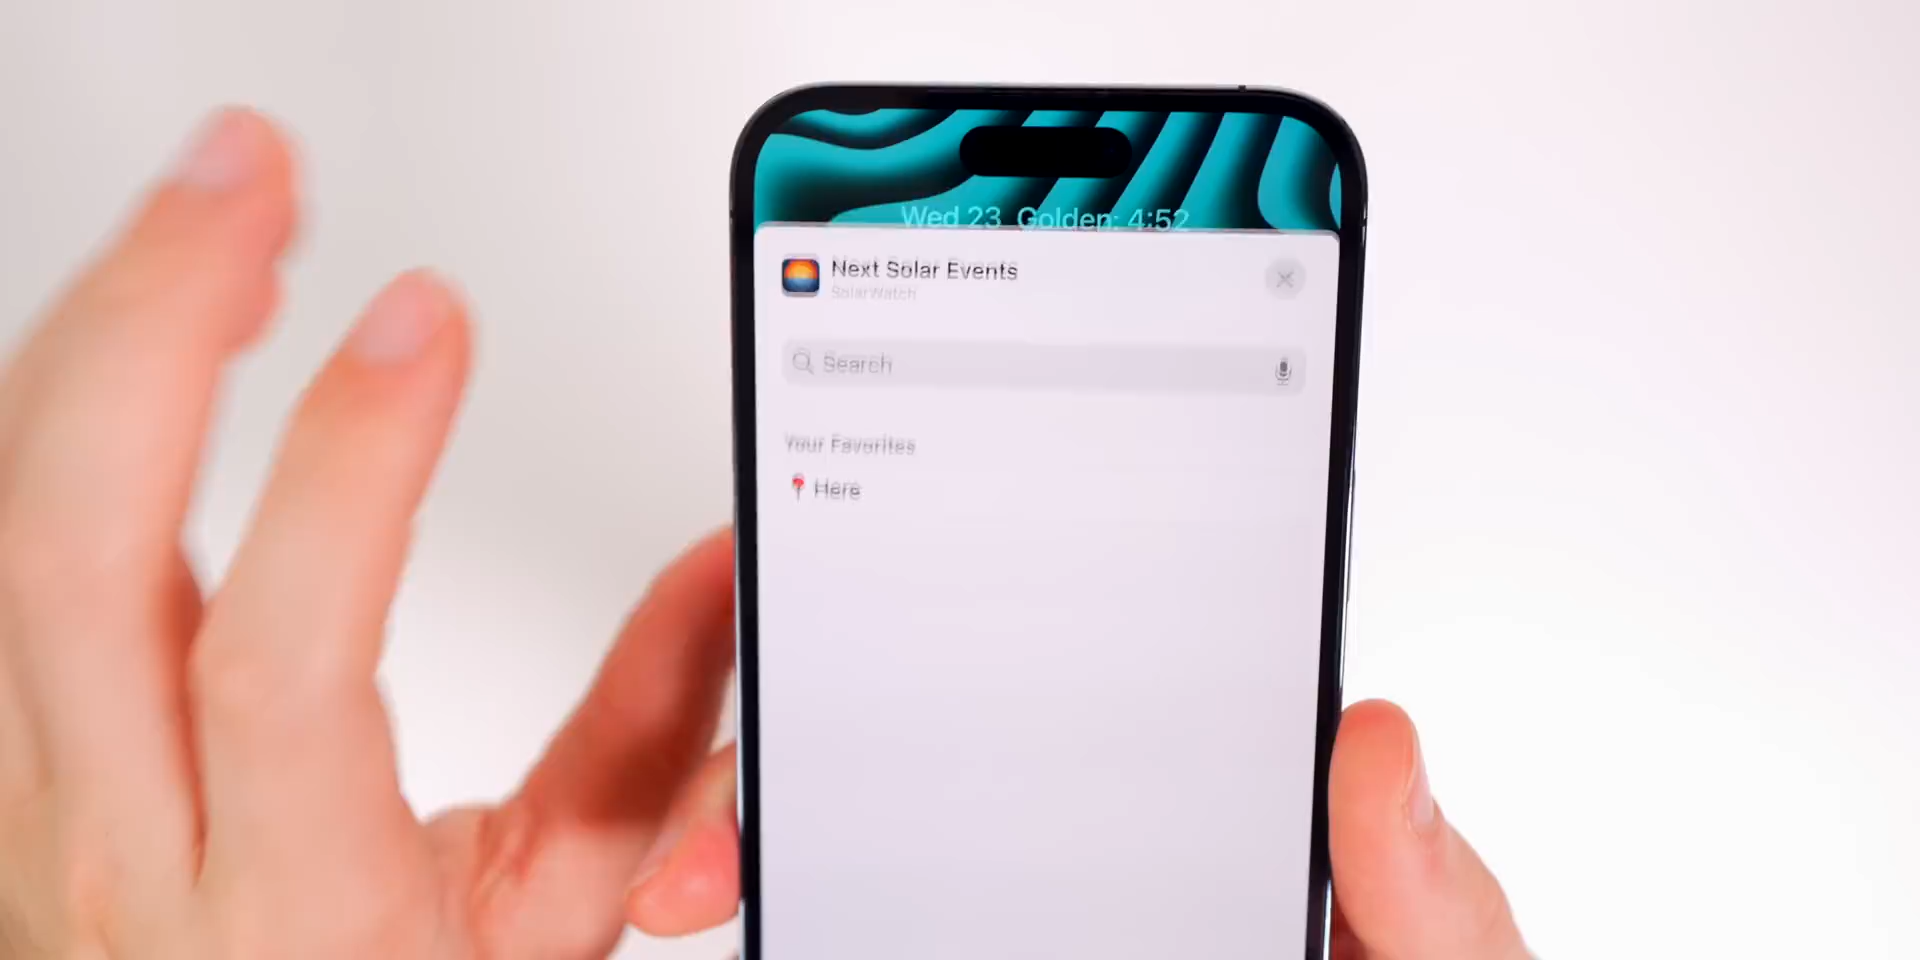 Wed 23 Golden: 4:52
Next Solar Events
SolarWatch
Search
Your Favorites
Here